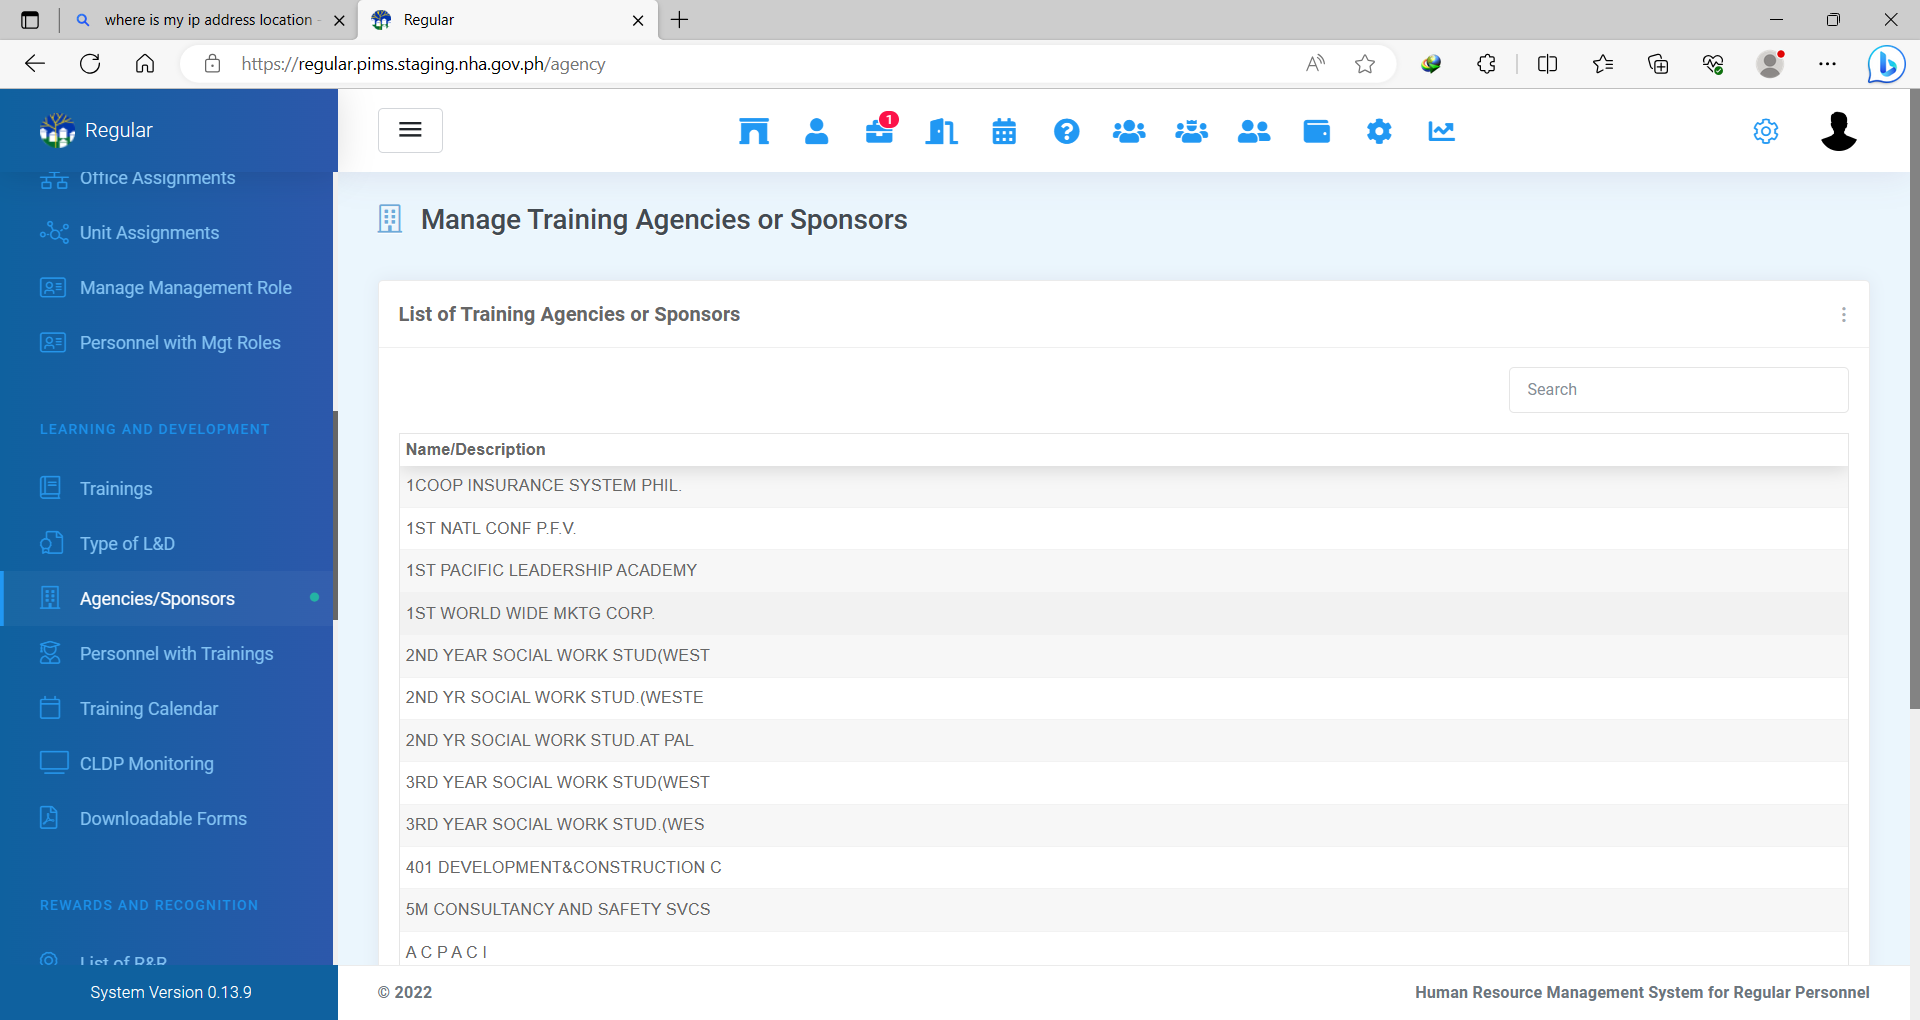 where is my ip address location
Regular
https://regular.pims.staging.nha.gov.ph/agency
Regular
1
Office Assignments
Unit Assignments
Manage Management Role
Personnel with Mgt Roles
LEARNING AND DEVELOPMENT
Trainings
Type of L&D
Agencies/Sponsors
Personnel with Trainings
Training Calendar
CLDP Monitoring
Downloadable Forms
REWARDS AND RECOGNITION
List of R&R
System Version 0.13.9
Manage Training Agencies or Sponsors
List of Training Agencies or Sponsors
Search
Name/Description
1COOP INSURANCE SYSTEM PHIL.
1ST NATL CONF P.F.V.
1ST PACIFIC LEADERSHIP ACADEMY
1ST WORLD WIDE MKTG CORP.
2ND YEAR SOCIAL WORK STUD(WEST
2ND YR SOCIAL WORK STUD.(WESTE
2ND YR SOCIAL WORK STUD.AT PAL
3RD YEAR SOCIAL WORK STUD(WEST
3RD YEAR SOCIAL WORK STUD.(WES
401 DEVELOPMENT&CONSTRUCTION C
5M CONSULTANCY AND SAFETY SVCS
A C P A C I
© 2022
Human Resource Management System for Regular Personnel